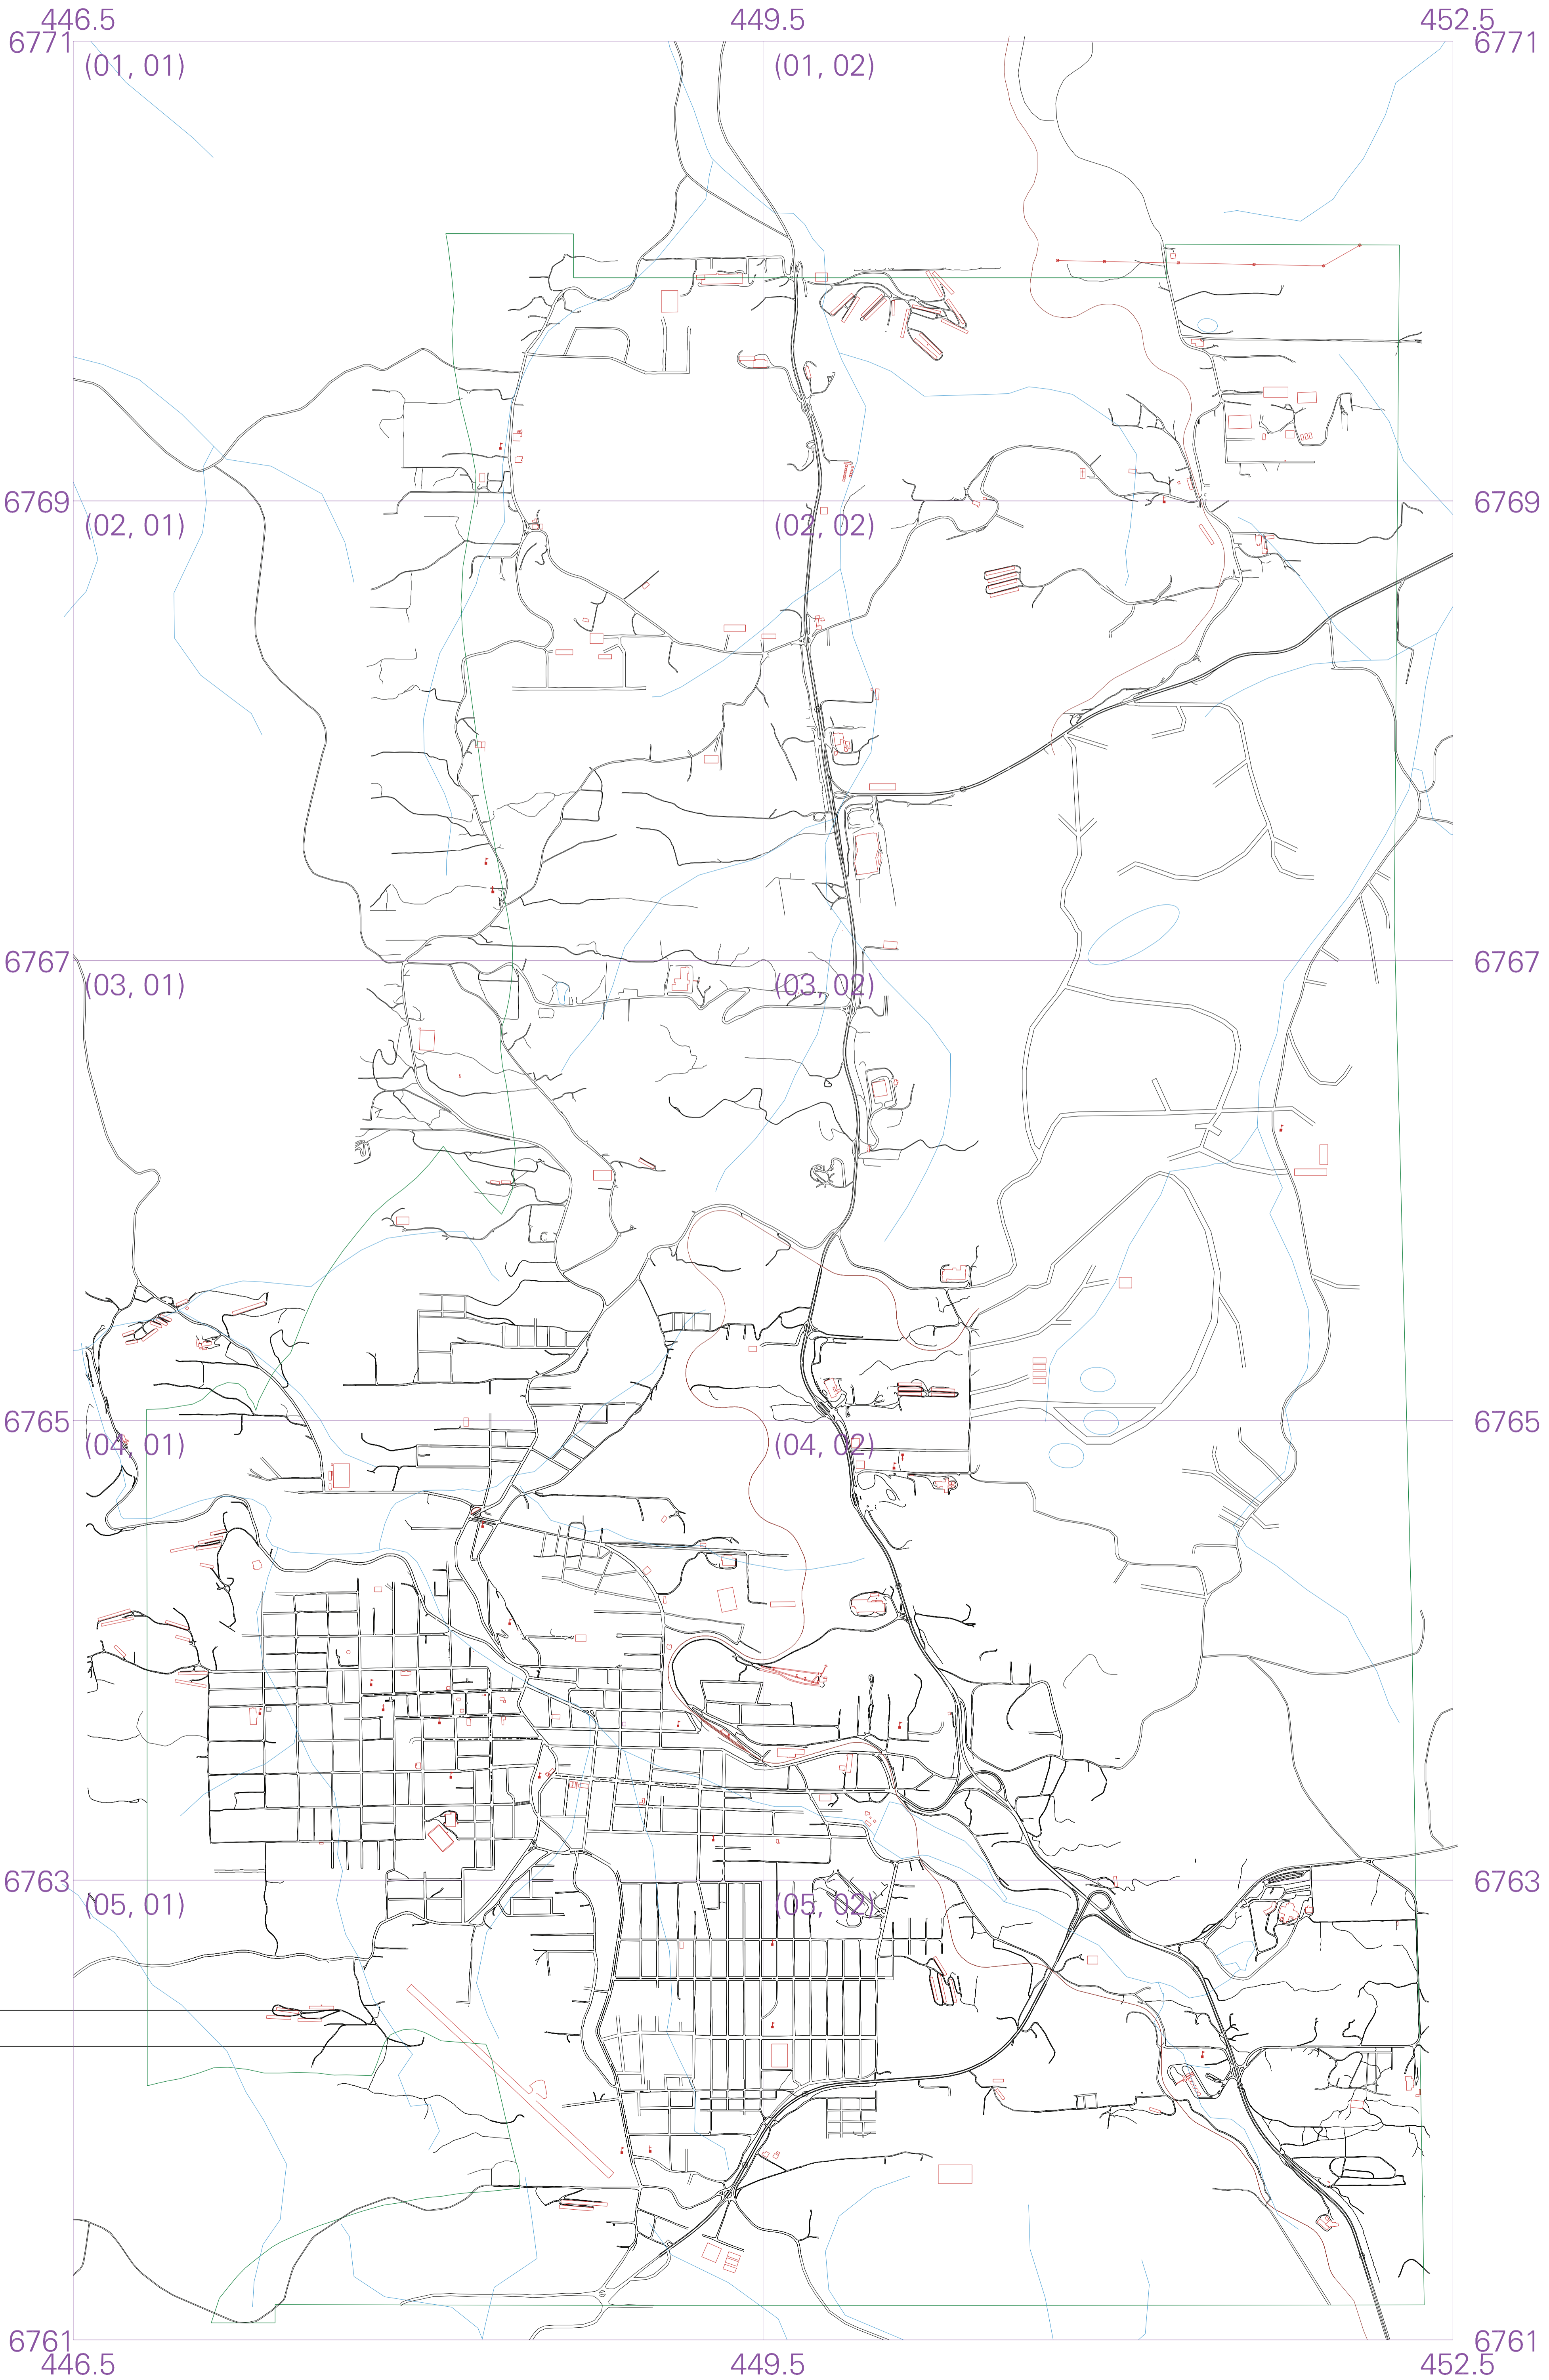 446.5 449.5 452.5
6771 6771
(01, 01) (01, 02)
6769 6769
(02, 01) (02, 02)
6767 6767
(03, 01) (03, 02)
6765 6765
(04, 01) (04, 02)
6763 6763
(05, 01) (05, 02)
6761 6761
446.5 449.5 452.5